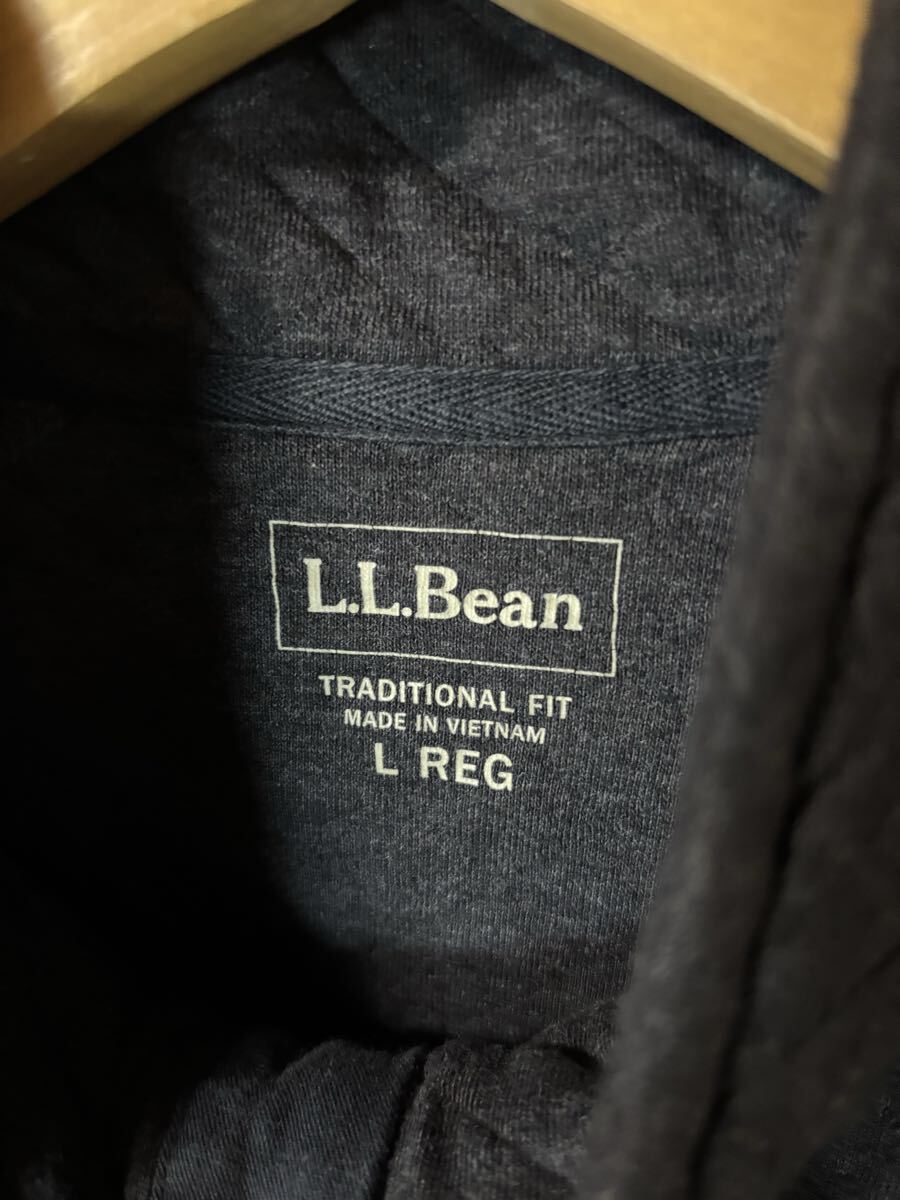 L.L.Bean
TRADITIONAL FIT
MADE IN VIETNAM
L REG